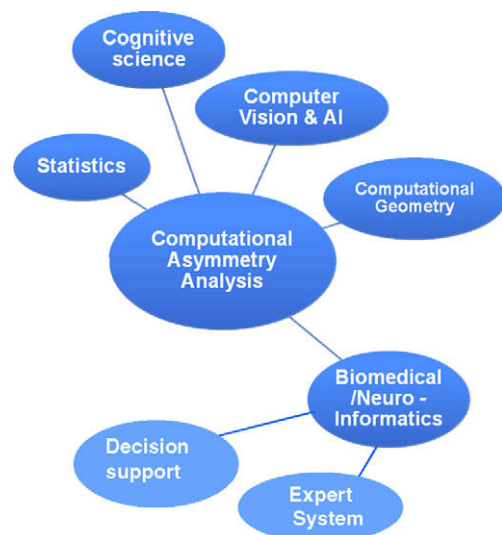 Cognitive
science
Computer
Vision & AI
Statistics
Computational
Geometry
Computational
Asymmetry
Analysis
Biomedical
/Neuro -
Informatics
Decision
support
Expert
System